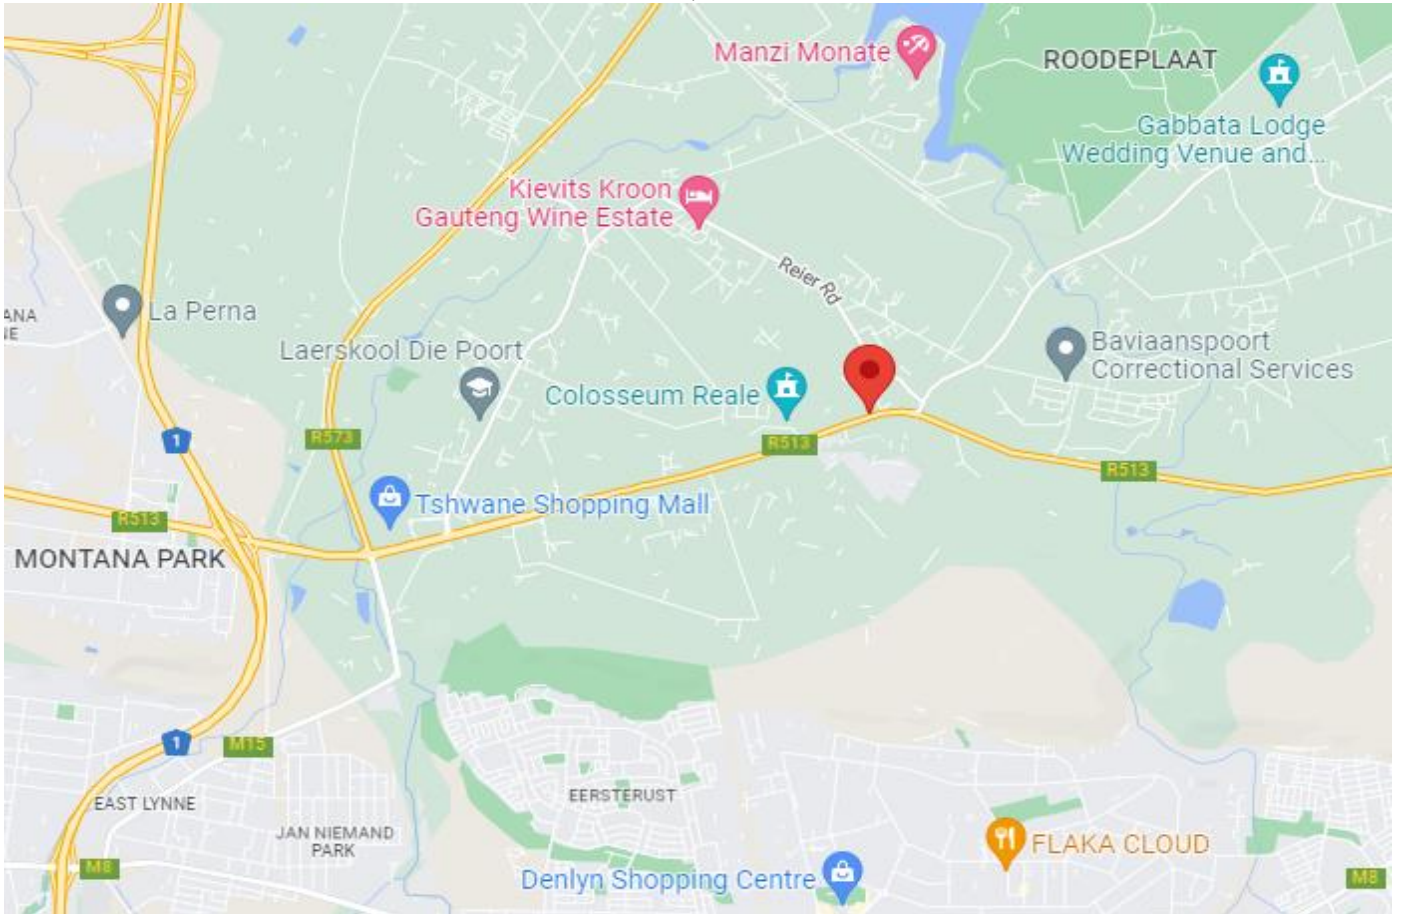 Manzi Monate
ROODEPLAAT
Gabbata Lodge
Wedding Venue and...
Kievits Kroon
Gauteng Wine Estate
Reier Rd
La Perna
ANA
NE
Laerskool Die Poort
Baviaanspoort
Correctional Services
Colosseum Reale
1
R573
R513
R513
Tshwane Shopping Mall
R513
MONTANA PARK
1
M15
EAST LYNNE
EERSTERUST
JAN NIEMAND
PARK
FLAKA CLOUD
M8
Denlyn Shopping Centre
M8